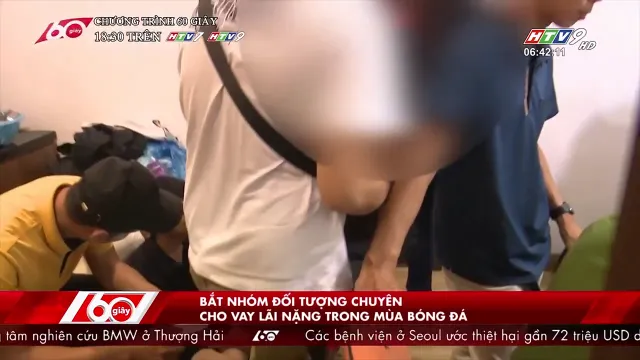 60 giây
CHƯƠNG TRÌNH 60 GIÂY
18:30 TRÊN HTV7 HTV9
HTV9 HD
06:42:11
60 giây
BẮT NHÓM ĐỐI TƯỢNG CHUYÊN
CHO VAY LÃI NẶNG TRONG MÙA BÓNG ĐÁ
g tâm nghiên cứu BMW ở Thượng Hải Các bệnh viện ở Seoul ước thiệt hại gần 72 triệu USD d